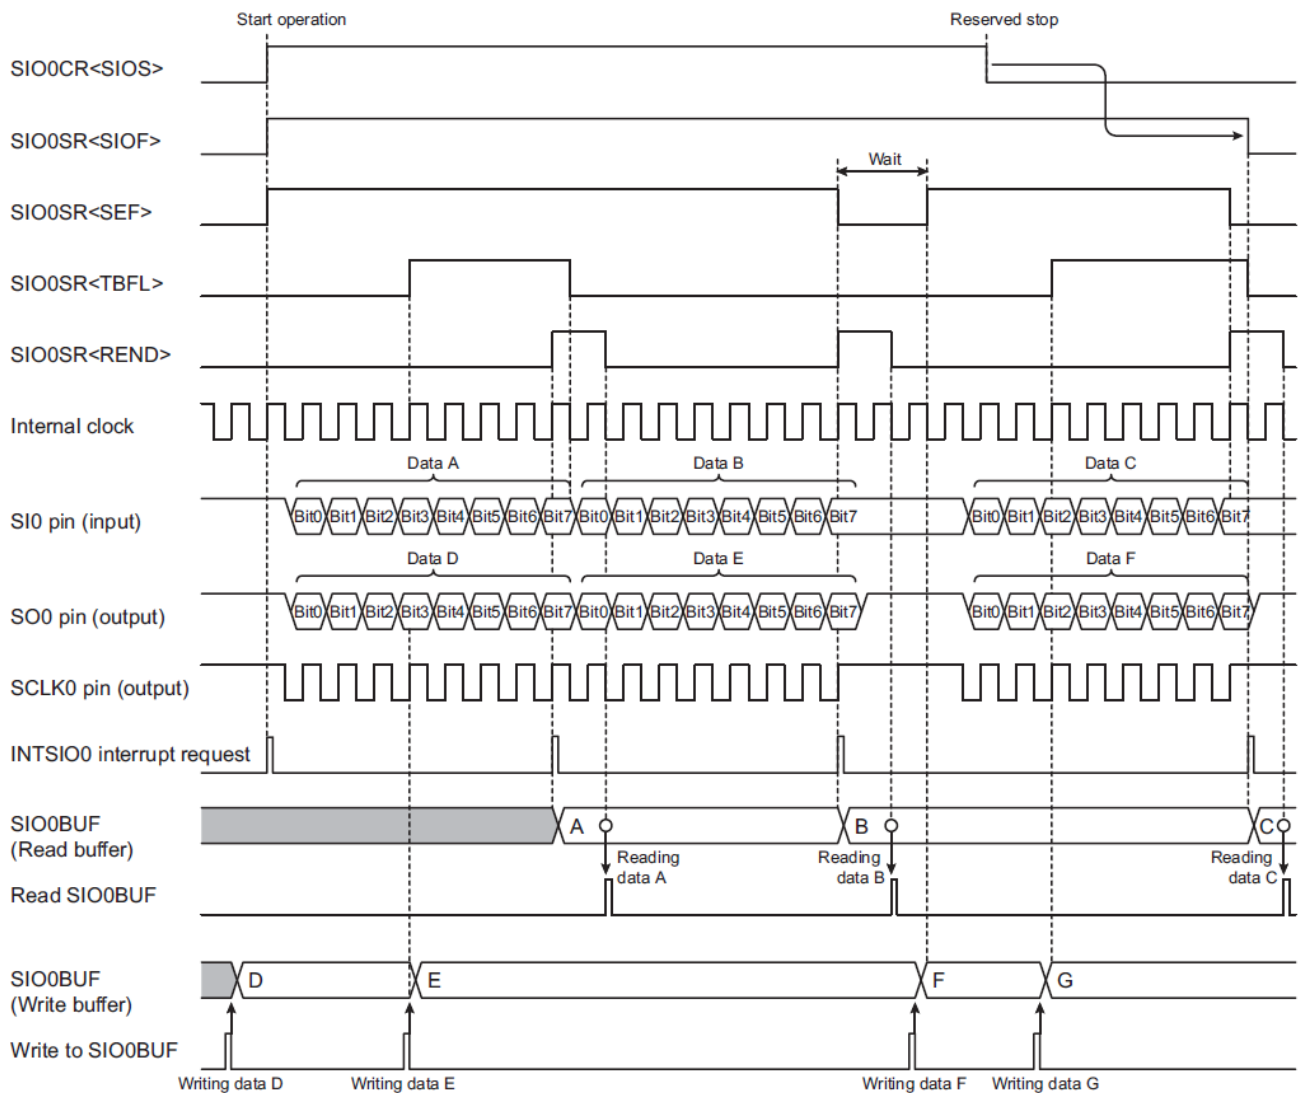 Start operation
Reserved stop
SIO0CR<SIOS>
SIO0SR<SIOF>
Wait
SIO0SR<SEF>
SIO0SR<TBFL>
SIO0SR<REND>
Internal clock
Data A
Data B
Data C
SI0 pin (input)
Bit0 Bit1 Bit2 Bit3 Bit4 Bit5 Bit6 Bit7 Bit0 Bit1 Bit2 Bit3 Bit4 Bit5 Bit6 Bit7 Bit0 Bit1 Bit2 Bit3 Bit4 Bit5 Bit6 Bit7
Data D
Data E
Data F
SO0 pin (output)
Bit0 Bit1 Bit2 Bit3 Bit4 Bit5 Bit6 Bit7 Bit0 Bit1 Bit2 Bit3 Bit4 Bit5 Bit6 Bit7 Bit0 Bit1 Bit2 Bit3 Bit4 Bit5 Bit6 Bit7
SCLK0 pin (output)
INTSIO0 interrupt request
SIO0BUF
(Read buffer)
A
B
C
Reading
data A
Reading
data B
Reading
data C
Read SIO0BUF
SIO0BUF
(Write buffer)
D
E
F
G
Write to SIO0BUF
Writing data D
Writing data E
Writing data F
Writing data G